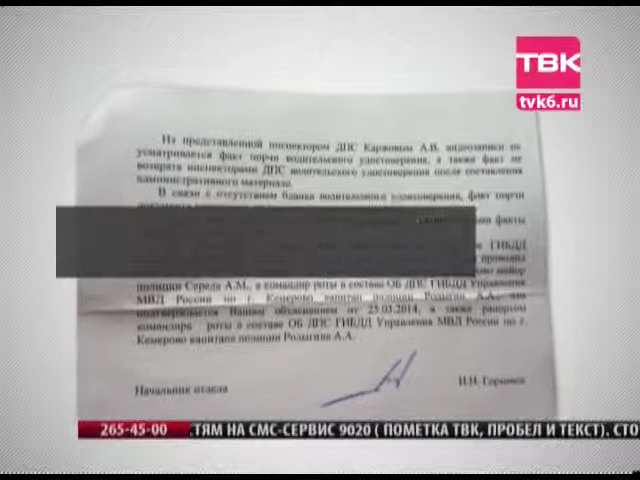 ТВК
tvk6.ru
Из представленной инспектором ДПС А.В. видеозаписи не
усматривается факт порчи водительского удостоверения, а также факт не
возврата инспекторами ДПС водительского удостоверения после составления
административного материала.
В связи с отсутствием бланка водительского удостоверения, факт порчи
факты
ГИБДД
майор
полиции Середа А.М., а командир роты в составе ОБ ДПС ГИБДД Управления
МВД России по г. Кемерово капитан полиции Родыгин А.А., что
подтверждается Вашим объяснением от 25.03.2014, а также рапортом
командира роты в составе ОБ ДПС ГИБДД Управления МВД России по г.
Кемерово капитана полиции Родыгина А.А.
Начальник отдела
265-45-00 .ТЯМ НА СМС-СЕРВИС 9020 ( ПОМЕТКА ТВК, ПРОБЕЛ И ТЕКСТ). СТО